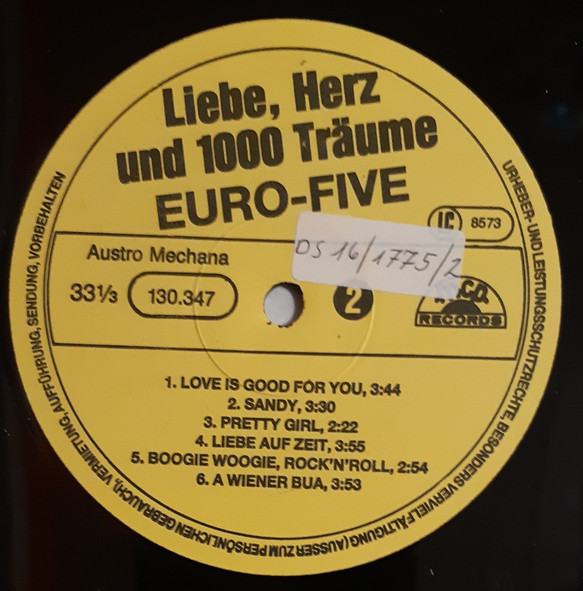 Liebe, Herz
und 1000 Träume
EURO-FIVE
LC 8573
DS 16/1775/2
Austro Mechana
33⅓ 130.347
2
RECORDS
1. LOVE IS GOOD FOR YOU, 3:44
2. SANDY, 3:30
3. PRETTY GIRL, 2:22
4. LIEBE AUF ZEIT, 3:55
5. BOOGIE WOOGIE, ROCK'N'ROLL, 2:54
6. A WIENER BUA, 3:53
URHEBER- UND LEISTUNGSSCHUTZRECHTE, BESONDERS VERVIELFÄLTIGUNG (AUSSER ZUM PERSÖNLICHEN GEBRAUCH), VERMIETUNG, AUFFÜHRUNG, SENDUNG, VORBEHALTEN